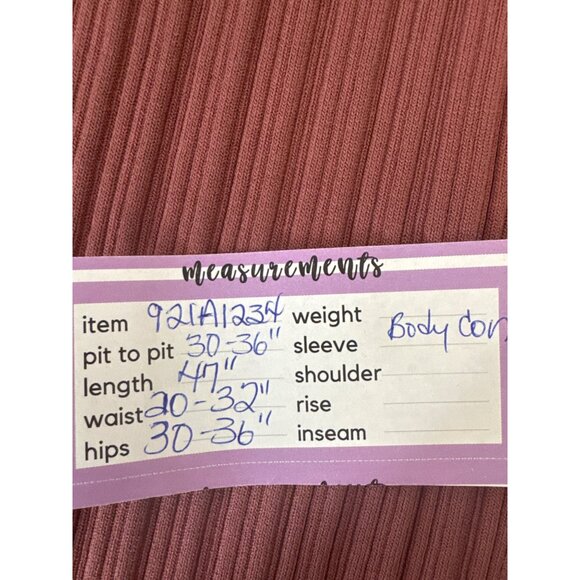 measurements
item 921A1234 weight
pit to pit 30-36" sleeve Body Con
length 47" shoulder
waist 20-32" rise
hips 30-36" inseam